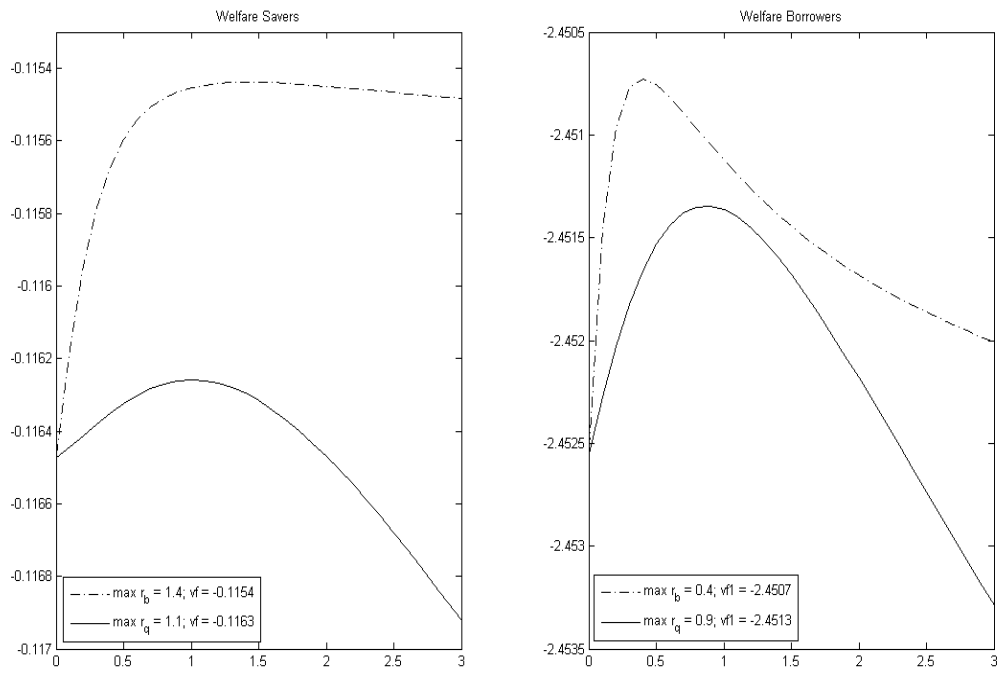 Welfare Savers
-0.1154
-0.1156
-0.1158
-0.116
-0.1162
-0.1164
-0.1166
-0.1168
-0.117
0 0.5 1 1.5 2 2.5 3
max r_b = 1.4; vf = -0.1154
max r_q = 1.1; vf = -0.1163
Welfare Borrowers
-2.4505
-2.451
-2.4515
-2.452
-2.4525
-2.453
-2.4535
0 0.5 1 1.5 2 2.5 3
max r_b = 0.4; vf1 = -2.4507
max r_q = 0.9; vf1 = -2.4513